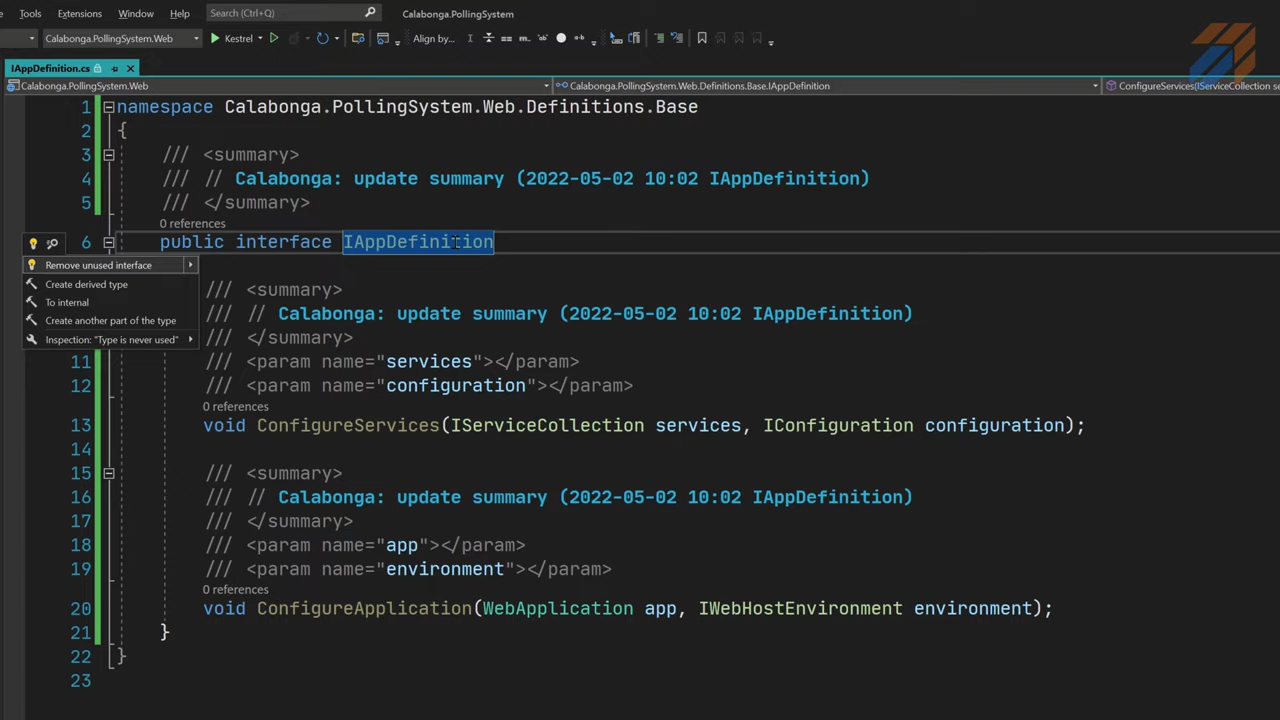 Tools Extensions Window Help Search (Ctrl+Q) Calabonga.PollingSystem
Calabonga.PollingSystem.Web Kestrel Align by...
IAppDefinition.cs
Calabonga.PollingSystem.Web Calabonga.PollingSystem.Web.Definitions.Base.IAppDefinition ConfigureServices(IServiceCollection se
1 namespace Calabonga.PollingSystem.Web.Definitions.Base
2 {
3 /// <summary>
4 /// // Calabonga: update summary (2022-05-02 10:02 IAppDefinition)
5 /// </summary>
0 references
6 public interface IAppDefinition
Remove unused interface
Create derived type
To internal
Create another part of the type
Inspection: "Type is never used"
/// <summary>
/// // Calabonga: update summary (2022-05-02 10:02 IAppDefinition)
/// </summary>
11 /// <param name="services"></param>
12 /// <param name="configuration"></param>
0 references
13 void ConfigureServices(IServiceCollection services, IConfiguration configuration);
14
15 /// <summary>
16 /// // Calabonga: update summary (2022-05-02 10:02 IAppDefinition)
17 /// </summary>
18 /// <param name="app"></param>
19 /// <param name="environment"></param>
0 references
20 void ConfigureApplication(WebApplication app, IWebHostEnvironment environment);
21 }
22 }
23